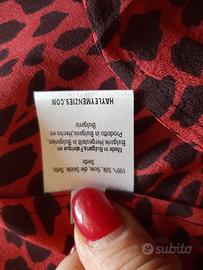 100% Silk, Soie, die Seide, Seta,
Seda
Made in Bulgaria, Fabrique en
Bulgarie, Hergestellt in Bulgarien
Prodotto in Bulgaria, Hecho en
Bulgaria
HAYLEYMENZIES.COM
subito